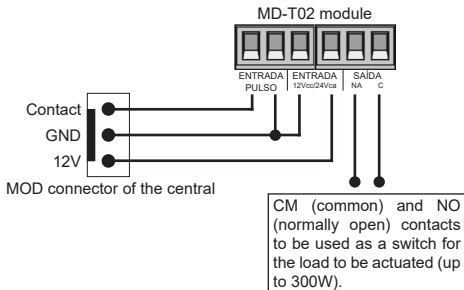 MD-T02 module
ENTRADA ENTRADA SAÍDA
PULSO 12Vcc/24Vca NA C
Contact
GND
12V
MOD connector of the central
CM (common) and NO
(normally open) contacts
to be used as a switch for
the load to be actuated (up
to 300W).